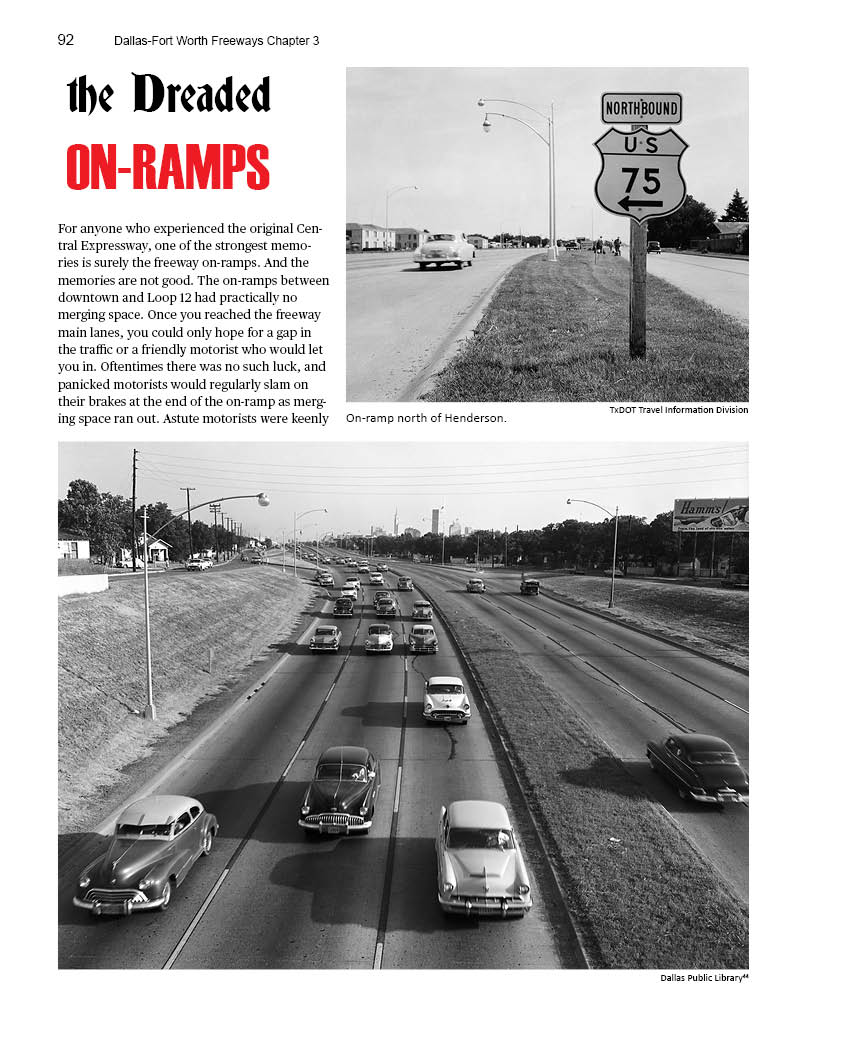 92 Dallas-Fort Worth Freeways Chapter 3
the Dreaded
ON-RAMPS
For anyone who experienced the original Cen-
tral Expressway, one of the strongest memo-
ries is surely the freeway on-ramps. And the
memories are not good. The on-ramps between
downtown and Loop 12 had practically no
merging space. Once you reached the freeway
main lanes, you could only hope for a gap in
the traffic or a friendly motorist who would let
you in. Oftentimes there was no such luck, and
panicked motorists would regularly slam on
their brakes at the end of the on-ramp as merg-
ing space ran out. Astute motorists were keenly
NORTHBOUND
U S
75
TxDOT Travel Information Division
On-ramp north of Henderson.
Hamm's
Dallas Public Library44